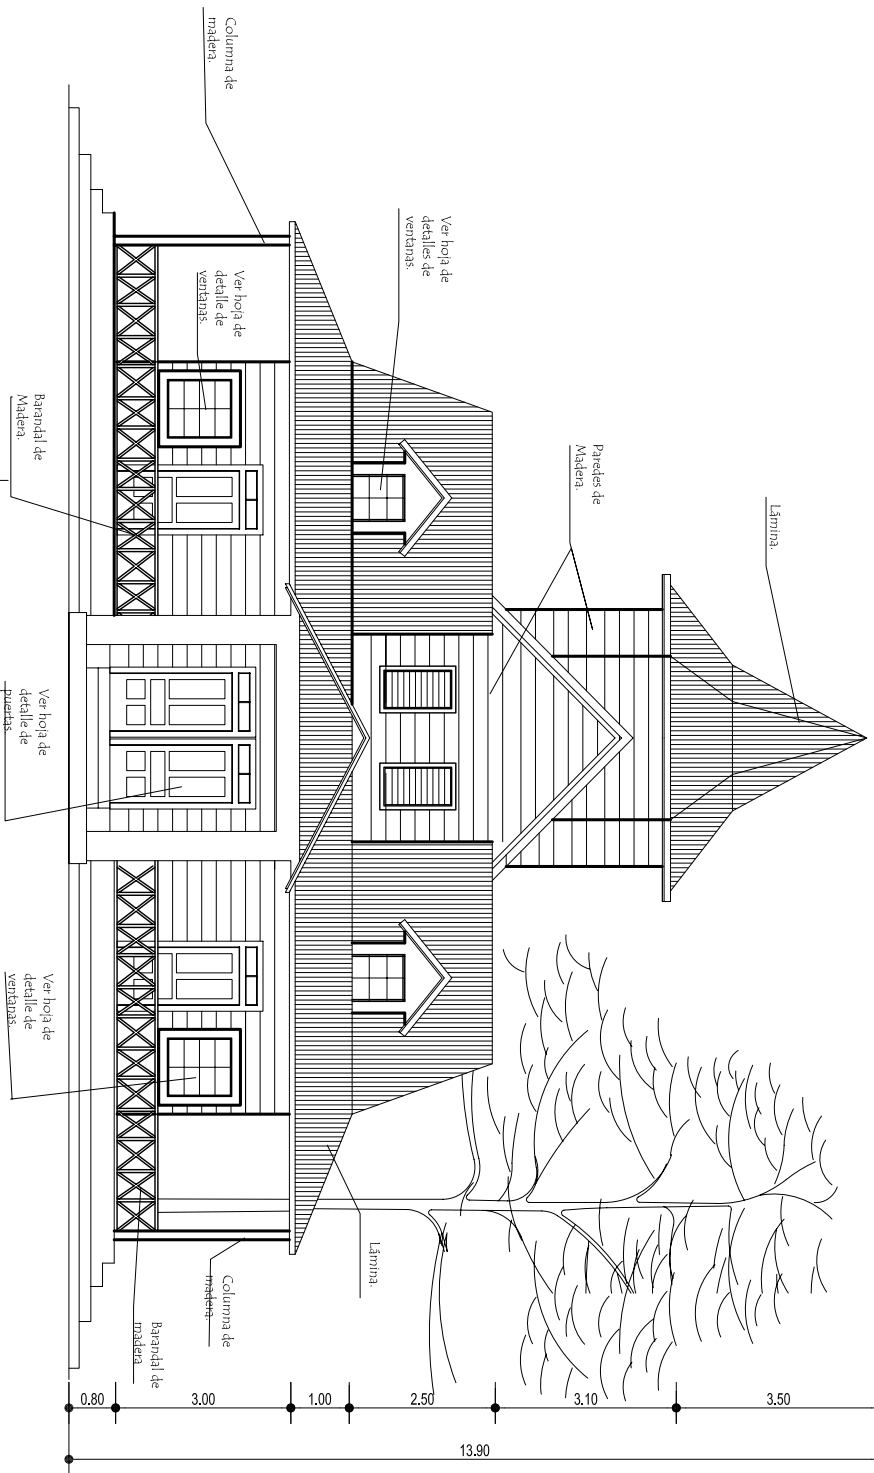 Lámina.
Paredes de
Madera.
Ver hoja de
detalles de
ventanas.
Columna de
madera.
Ver hoja de
detalle de
ventanas.
Barandal de
Madera.
Ver hoja de
detalle de
puertas.
Ver hoja de
detalle de
ventanas.
Lámina.
Columna de
madera.
Barandal de
madera
0.80
3.00
1.00
2.50
3.10
3.50
13.90